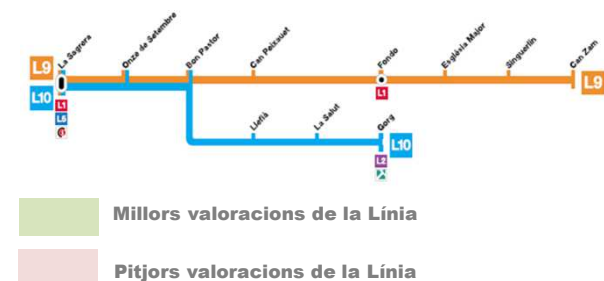 La Sagrera
Onze de Setembre
Bon Pastor
Can Peixauet
Fondo
Església Major
Singuerlín
Can Zam
L9
L9
L10
L1
L1
L5
Llefià
La Salut
Gorg
L10
L2
Millors valoracions de la Línia
Pitjors valoracions de la Línia